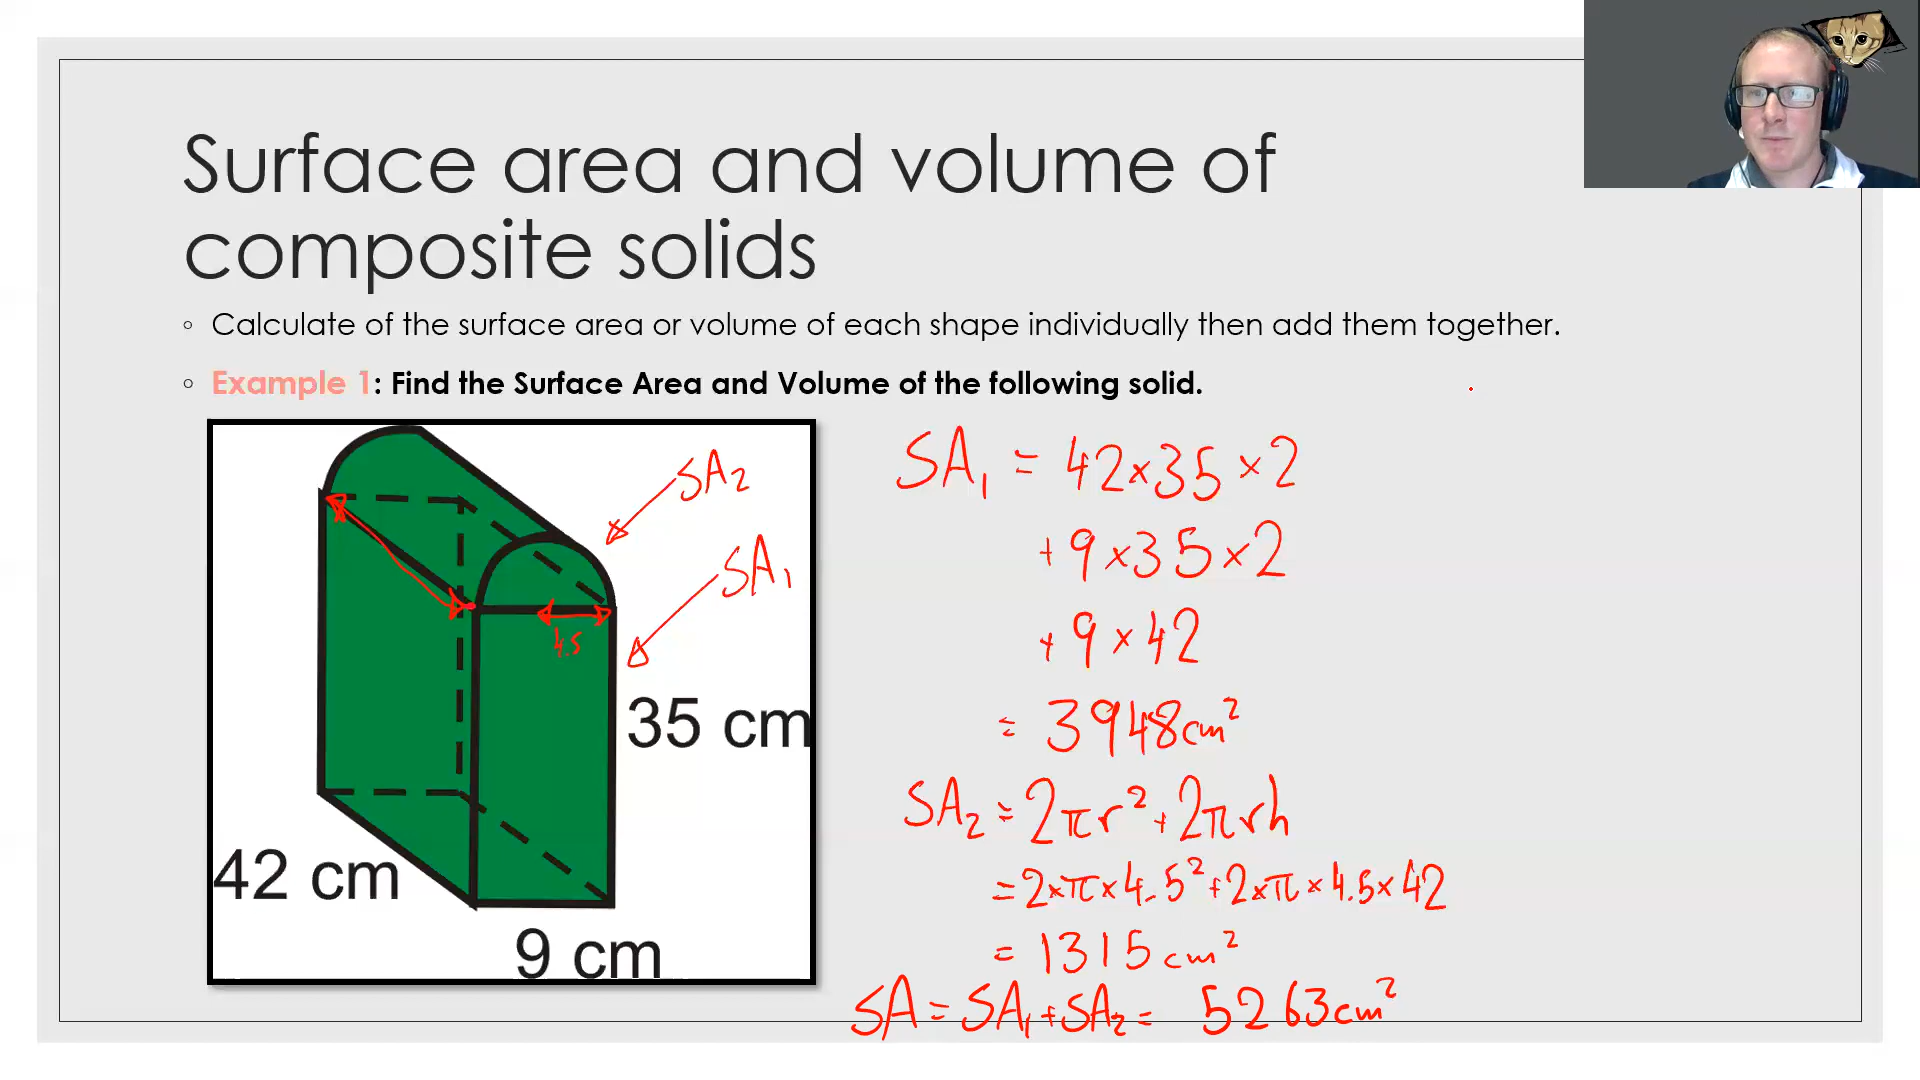 Surface area and volume of
composite solids
◦ Calculate of the surface area or volume of each shape individually then add them together.
◦ Example 1: Find the Surface Area and Volume of the following solid.
SA₂
SA₁
4.5
35 cm
42 cm
9 cm
SA₁ = 42×35×2
+ 9×35×2
+ 9×42
= 3948cm²
SA₂ = 2πr² + 2πrh
= 2×π×4.5² + 2×π×4.5×42
= 1315cm²
SA = SA₁ + SA₂ = 5263cm²